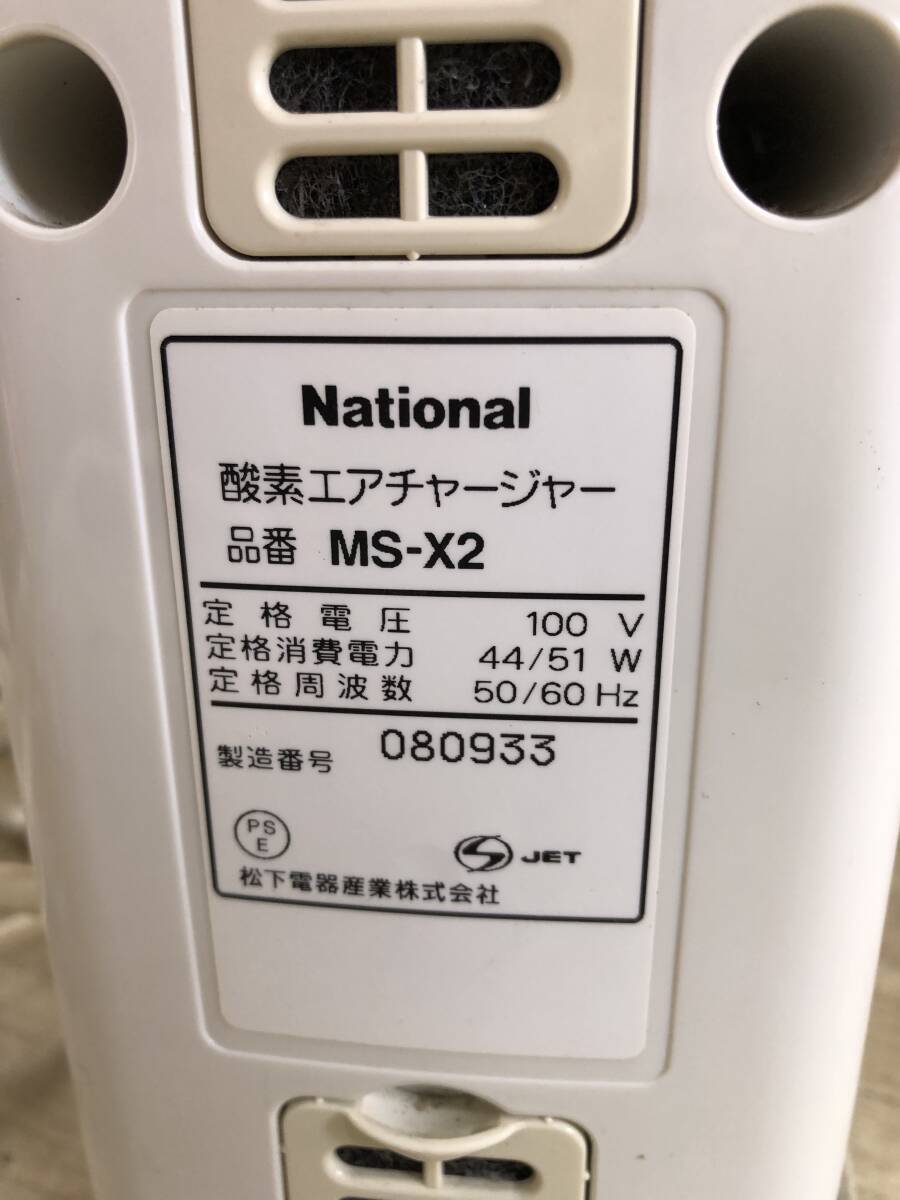 National
酸素エアチャージャー
品番 MS-X2
定格電圧 100 V
定格消費電力 44/51 W
定格周波数 50/60 Hz
製造番号 080933
PS
E
S JET
松下電器産業株式会社